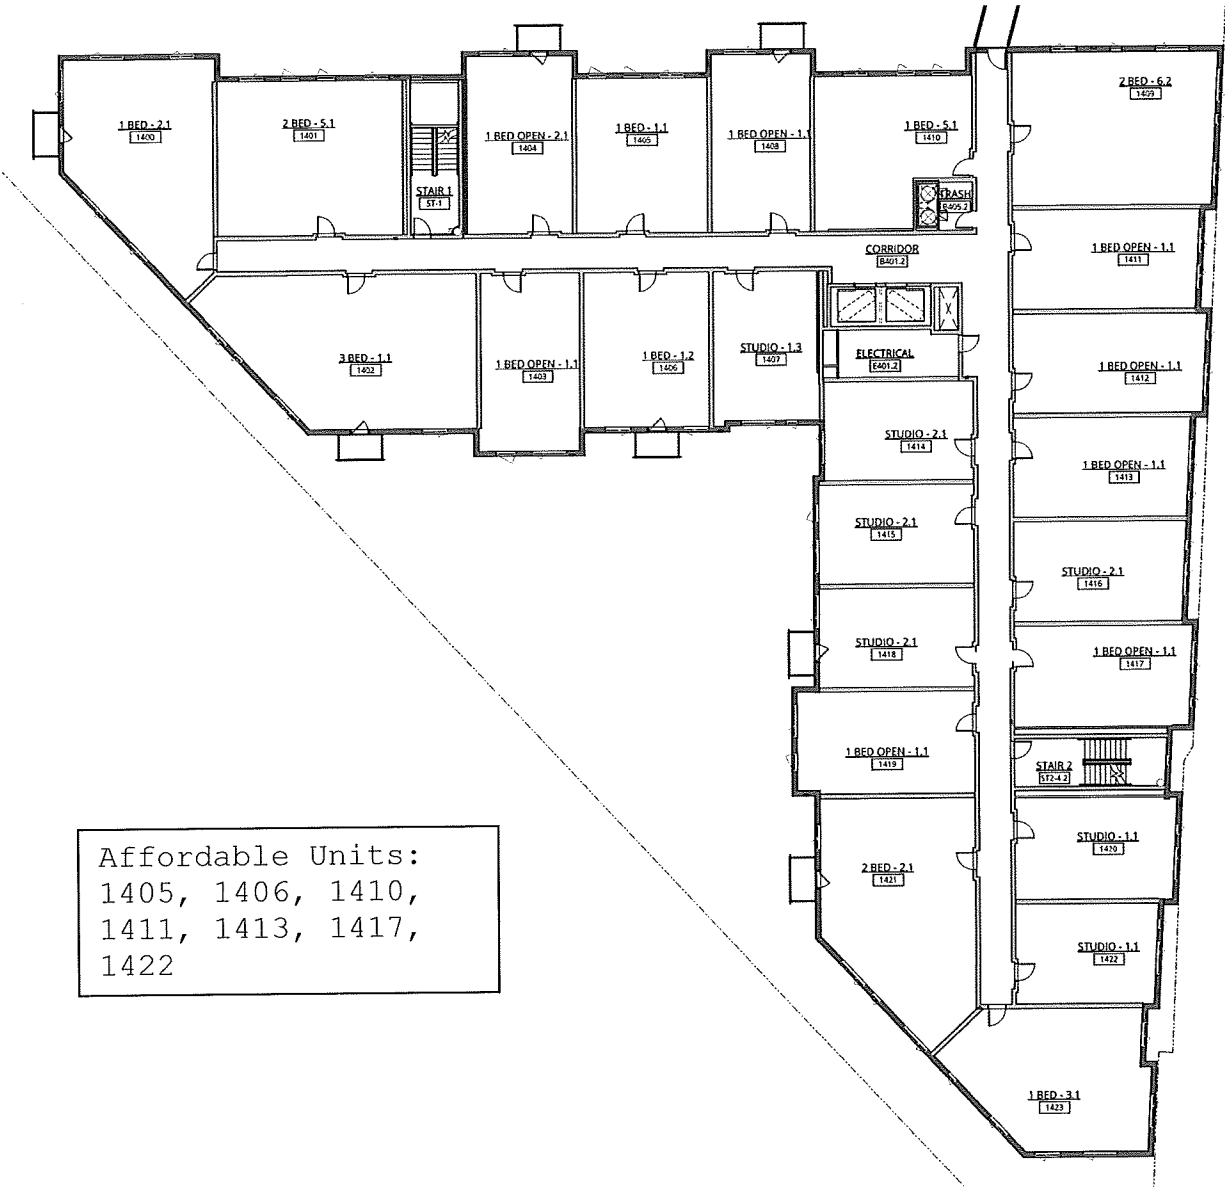 2 BED - 6.2
1409
1 BED - 2.1
1400
2 BED - 5.1
1401
1 BED OPEN - 2.1
1404
1 BED - 1.1
1405
1 BED OPEN - 1.1
1408
1 BED - 5.1
1410
STAIR 1
ST-1
TRASH
R405.2
CORRIDOR
B401.2
1 BED OPEN - 1.1
1411
3 BED - 1.1
1402
1 BED OPEN - 1.1
1403
1 BED - 1.2
1406
STUDIO - 1.3
1407
ELECTRICAL
E401.2
1 BED OPEN - 1.1
1412
STUDIO - 2.1
1414
1 BED OPEN - 1.1
1413
STUDIO - 2.1
1415
STUDIO - 2.1
1416
STUDIO - 2.1
1418
1 BED OPEN - 1.1
1417
1 BED OPEN - 1.1
1419
STAIR 2
ST2-4.2
STUDIO - 1.1
1420
2 BED - 2.1
1421
STUDIO - 1.1
1422
1 BED - 3.1
1423
Affordable Units:
1405, 1406, 1410,
1411, 1413, 1417,
1422